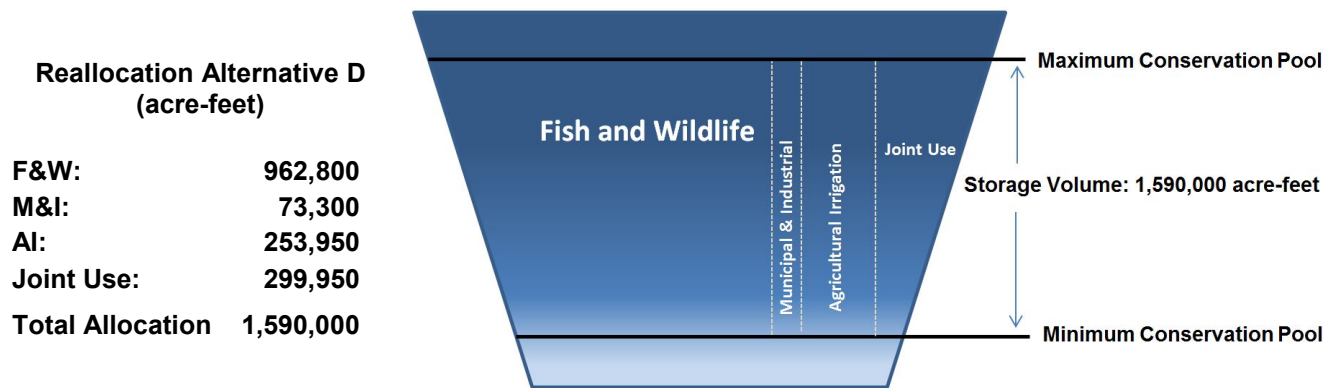 Reallocation Alternative D
(acre-feet)
F&W: 962,800
M&I: 73,300
AI: 253,950
Joint Use: 299,950
Total Allocation 1,590,000
Fish and Wildlife
Municipal & Industrial
Agricultural Irrigation
Joint Use
Maximum Conservation Pool
Storage Volume: 1,590,000 acre-feet
Minimum Conservation Pool